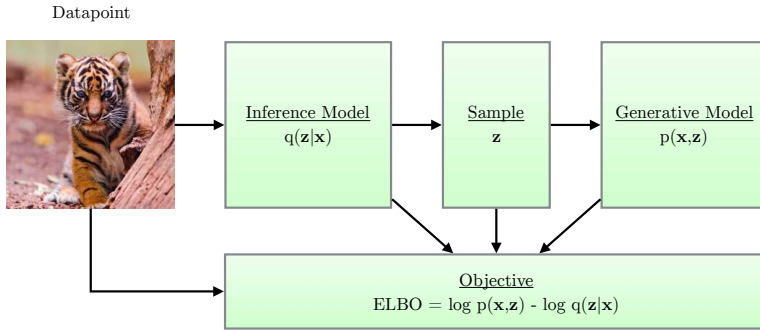 Datapoint
Inference Model
q(z|x)
Sample
z
Generative Model
p(x,z)
Objective
ELBO = log p(x,z) - log q(z|x)